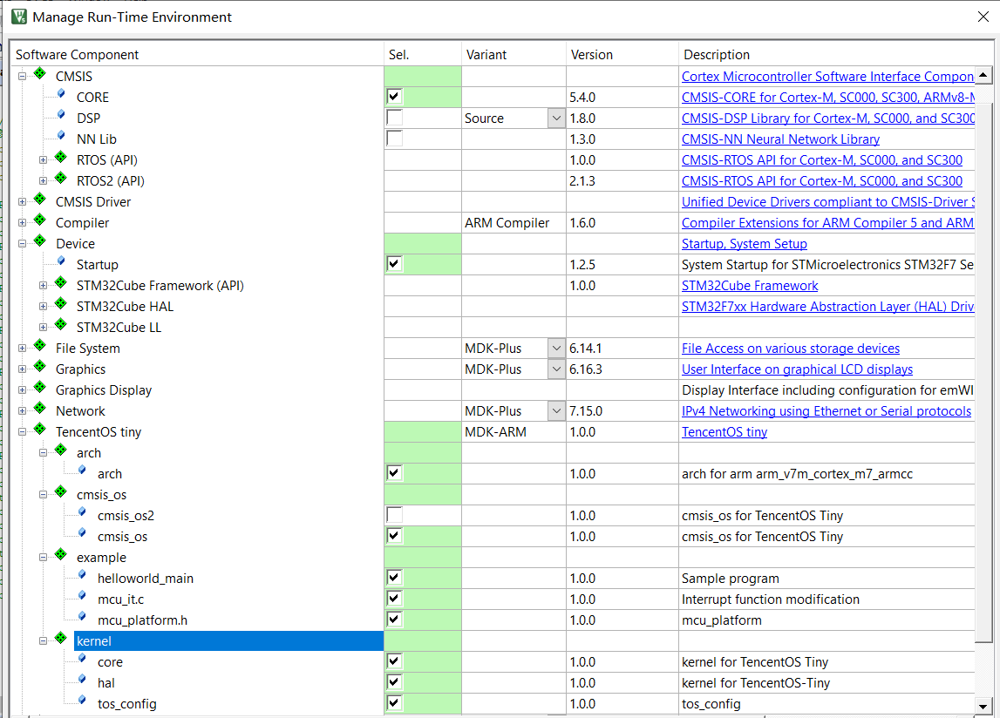 Manage Run-Time Environment
Software Component Sel. Variant Version Description
CMSIS Cortex Microcontroller Software Interface Compon
CORE 5.4.0 CMSIS-CORE for Cortex-M, SC000, SC300, ARMv8-M
DSP Source 1.8.0 CMSIS-DSP Library for Cortex-M, SC000, and SC300
NN Lib 1.3.0 CMSIS-NN Neural Network Library
RTOS (API) 1.0.0 CMSIS-RTOS API for Cortex-M, SC000, and SC300
RTOS2 (API) 2.1.3 CMSIS-RTOS API for Cortex-M, SC000, and SC300
CMSIS Driver Unified Device Drivers compliant to CMSIS-Driver S
Compiler ARM Compiler 1.6.0 Compiler Extensions for ARM Compiler 5 and ARM
Device Startup, System Setup
Startup 1.2.5 System Startup for STMicroelectronics STM32F7 Se
STM32Cube Framework (API) 1.0.0 STM32Cube Framework
STM32Cube HAL STM32F7xx Hardware Abstraction Layer (HAL) Driv
STM32Cube LL
File System MDK-Plus 6.14.1 File Access on various storage devices
Graphics MDK-Plus 6.16.3 User Interface on graphical LCD displays
Graphics Display Display Interface including configuration for emWI
Network MDK-Plus 7.15.0 IPv4 Networking using Ethernet or Serial protocols
TencentOS tiny MDK-ARM 1.0.0 TencentOS tiny
arch
arch 1.0.0 arch for arm arm_v7m_cortex_m7_armcc
cmsis_os
cmsis_os2 1.0.0 cmsis_os for TencentOS Tiny
cmsis_os 1.0.0 cmsis_os for TencentOS Tiny
example
helloworld_main 1.0.0 Sample program
mcu_it.c 1.0.0 Interrupt function modification
mcu_platform.h 1.0.0 mcu_platform
kernel
core 1.0.0 kernel for TencentOS Tiny
hal 1.0.0 kernel for TencentOS-Tiny
tos_config 1.0.0 tos_config